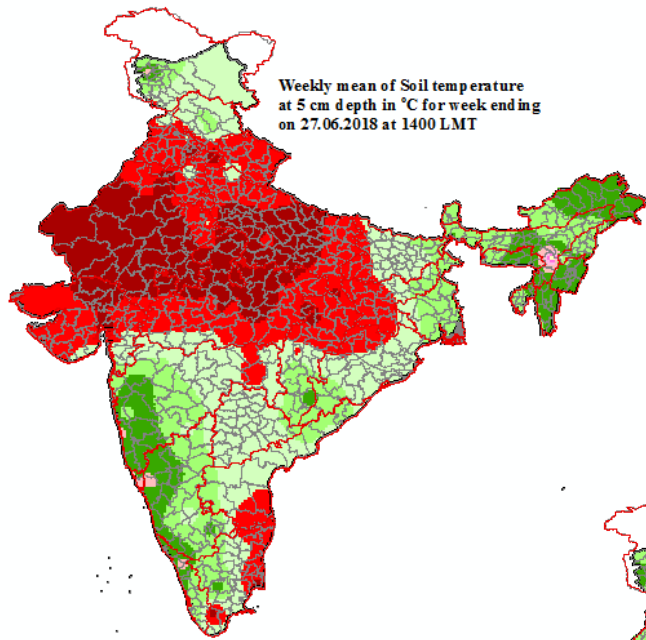 Weekly mean of Soil temperature
at 5 cm depth in °C for week ending
on 27.06.2018 at 1400 LMT